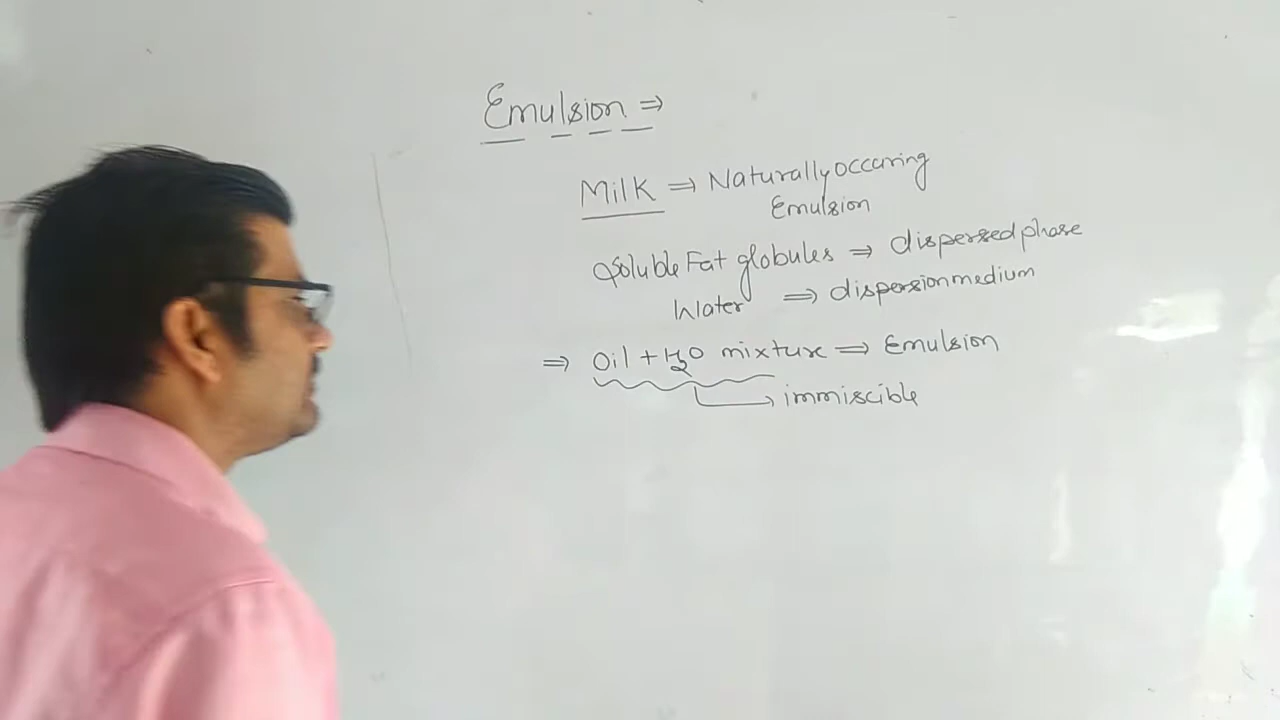 Emulsion ⇒
Milk ⇒ Naturally occuring
Emulsion
Soluble Fat globules ⇒ dispersed phase
Water ⇒ dispersion medium
⇒ Oil + H₂O mixture ⇒ Emulsion
immiscible